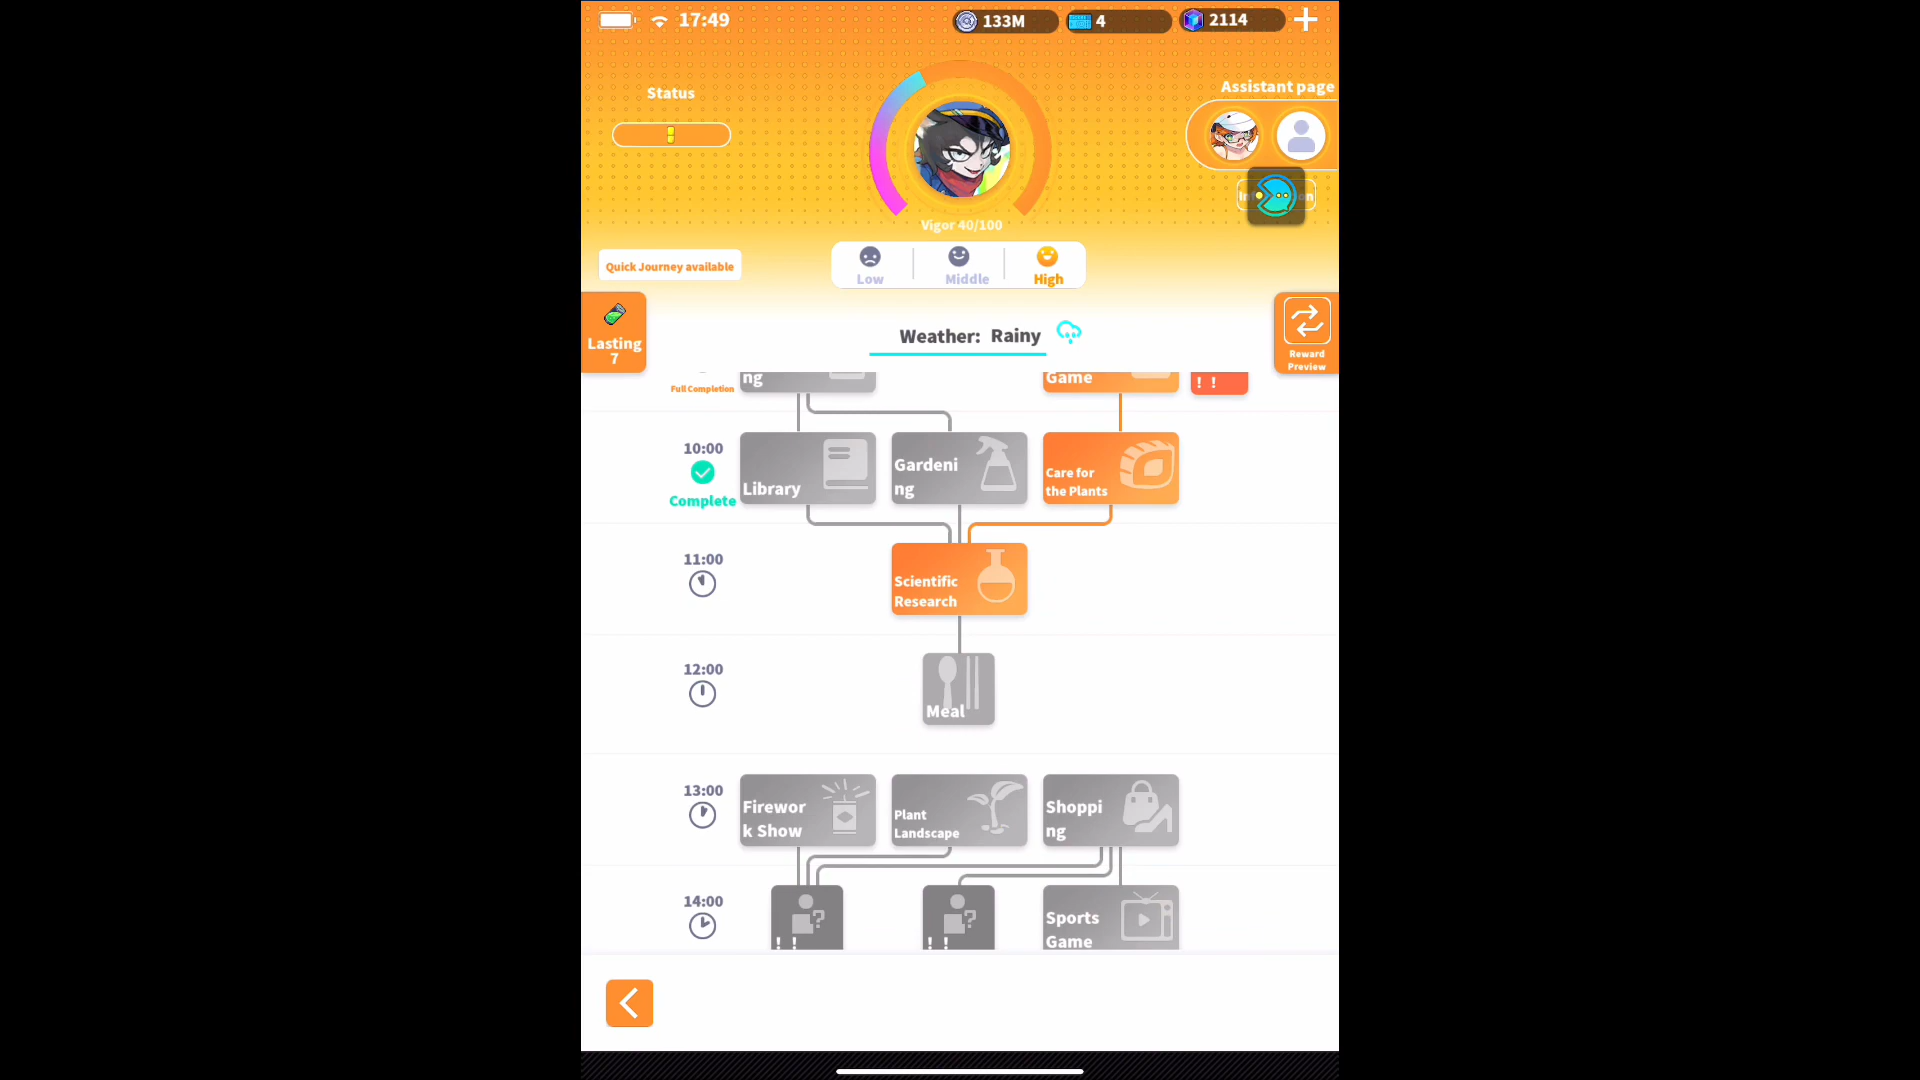 17:49
133M
4
2114
Status
Assistant page
Vigor 40/100
Quick Journey available
Low
Middle
High
Lasting
7
Weather: Rainy
Reward
Preview
Full Completion
ng
Game
! !
10:00
Complete
Library
Gardeni
ng
Care for
the Plants
11:00
Scientific
Research
12:00
Meal
13:00
Firewor
k Show
Plant
Landscape
Shoppi
ng
14:00
! !
! !
Sports
Game